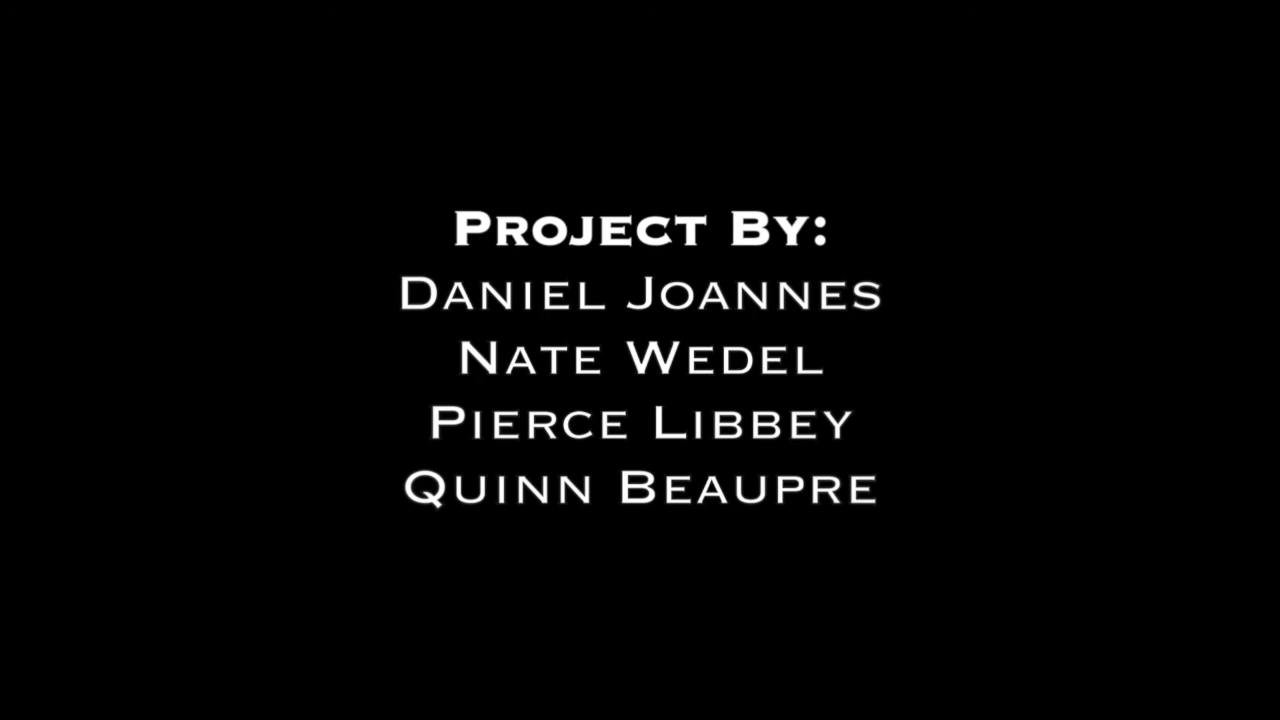 Project By:
Daniel Joannes
Nate Wedel
Pierce Libbey
Quinn Beaupre